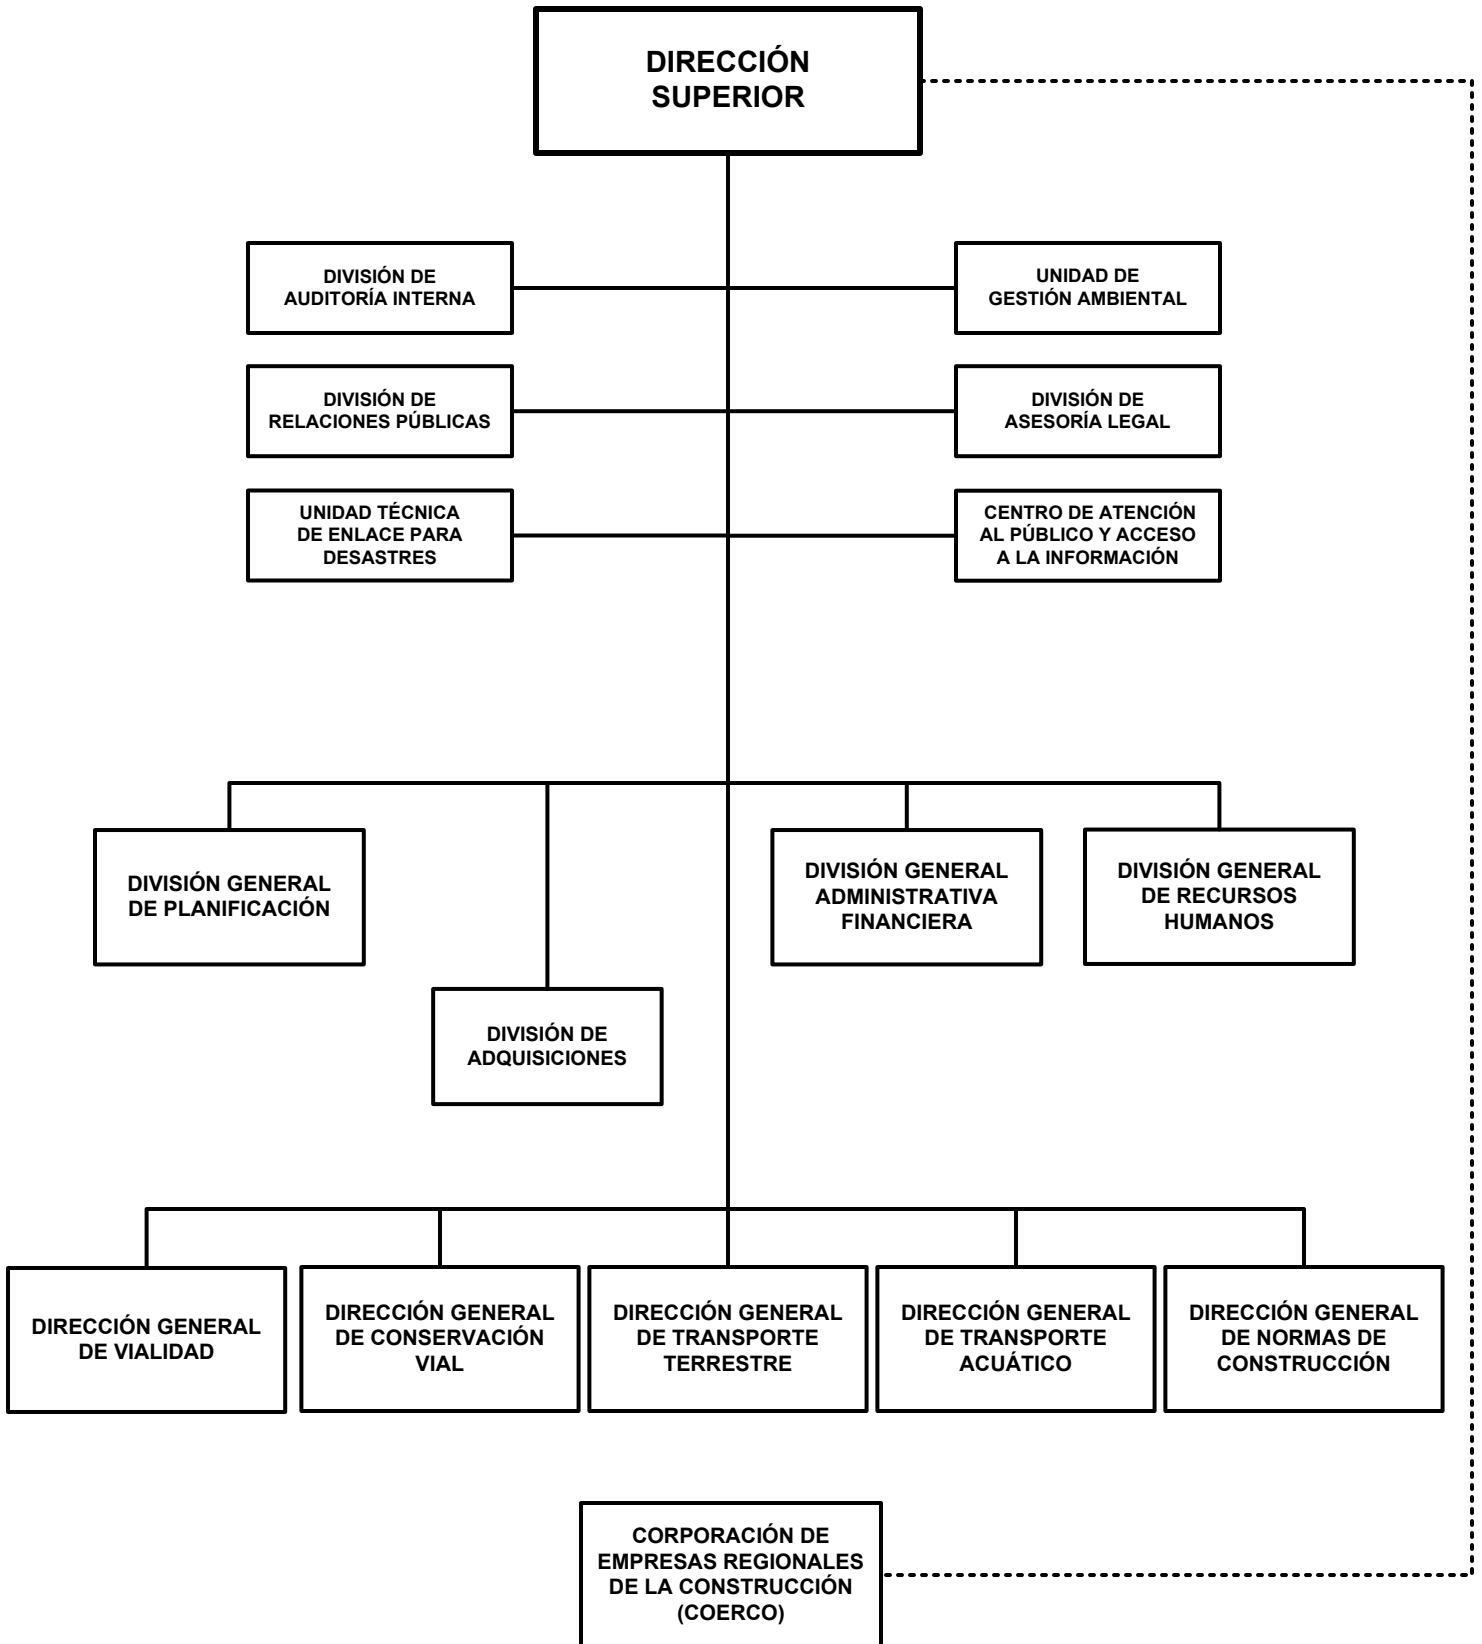 DIRECCIÓN
SUPERIOR
DIVISIÓN DE
AUDITORÍA INTERNA
UNIDAD DE
GESTIÓN AMBIENTAL
DIVISIÓN DE
RELACIONES PÚBLICAS
DIVISIÓN DE
ASESORÍA LEGAL
UNIDAD TÉCNICA
DE ENLACE PARA
DESASTRES
CENTRO DE ATENCIÓN
AL PÚBLICO Y ACCESO
A LA INFORMACIÓN
DIVISIÓN GENERAL
DE PLANIFICACIÓN
DIVISIÓN DE
ADQUISICIONES
DIVISIÓN GENERAL
ADMINISTRATIVA
FINANCIERA
DIVISIÓN GENERAL
DE RECURSOS
HUMANOS
DIRECCIÓN GENERAL
DE VIALIDAD
DIRECCIÓN GENERAL
DE CONSERVACIÓN
VIAL
DIRECCIÓN GENERAL
DE TRANSPORTE
TERRESTRE
DIRECCIÓN GENERAL
DE TRANSPORTE
ACUÁTICO
DIRECCIÓN GENERAL
DE NORMAS DE
CONSTRUCCIÓN
CORPORACIÓN DE
EMPRESAS REGIONALES
DE LA CONSTRUCCIÓN
(COERCO)